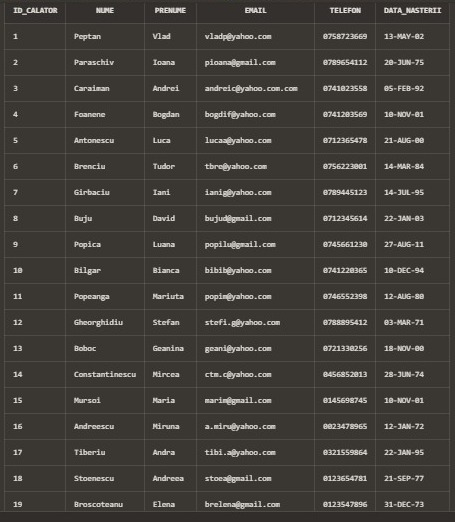 ID_CALATOR NUME PRENUME EMAIL TELEFON DATA_NASTERII
1 Peptan Vlad vladp@yahoo.com 0758723669 13-MAY-02
2 Paraschiv Ioana pioana@gmail.com 0789654112 20-JUN-75
3 Caraiman Andrei andreic@yahoo.com.com 0741023558 05-FEB-92
4 Foanene Bogdan bogdif@yahoo.com 0741203569 10-NOV-01
5 Antonescu Luca lucaa@yahoo.com 0712365478 21-AUG-00
6 Brenciu Tudor tbre@yahoo.com 0756223001 14-MAR-84
7 Girbaciu Iani ianig@yahoo.com 0789445123 14-JUL-95
8 Buju David bujud@gmail.com 0712345614 22-JAN-03
9 Popica Luana popilu@gmail.com 0745661230 27-AUG-11
10 Bilgar Bianca bibib@yahoo.com 0741220365 10-DEC-94
11 Popeanga Mariuta popim@yahoo.com 0746552398 12-AUG-80
12 Gheorghidiu Stefan stefi.g@yahoo.com 0788895412 03-MAR-71
13 Boboc Geanina geani@yahoo.com 0721330256 18-NOV-00
14 Constantinescu Mircea ctm.c@yahoo.com 0456852013 28-JUN-74
15 Mursoi Maria marim@gmail.com 0145698745 10-NOV-01
16 Andreescu Miruna a.miru@yahoo.com 0023478965 12-JAN-72
17 Tiberiu Andra tibi.a@yahoo.com 0321559864 22-JAN-95
18 Stoenescu Andreea stoea@gmail.com 0123654781 21-SEP-77
19 Broscoteanu Elena brelena@gmail.com 0123547896 31-DEC-73